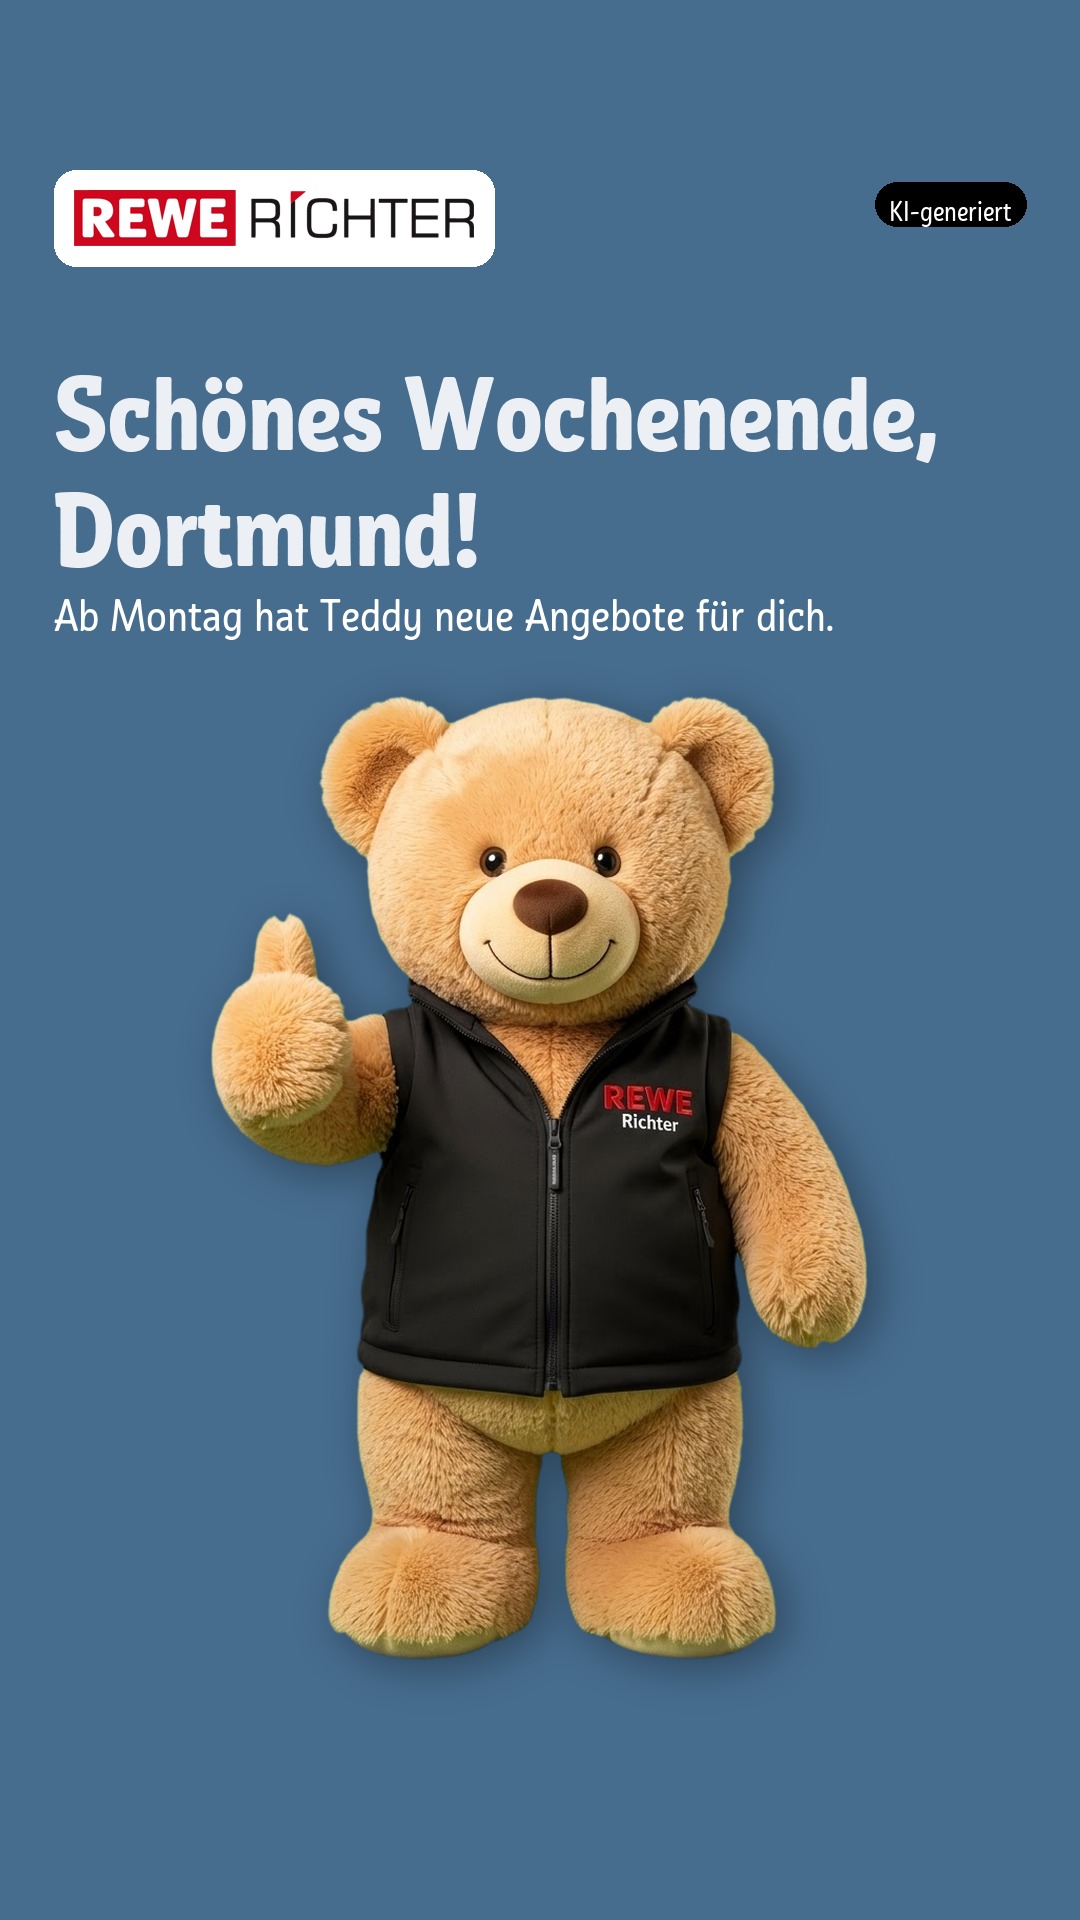 REWE RICHTER
KI-generiert
Schönes Wochenende,
Dortmund!
Ab Montag hat Teddy neue Angebote für dich.
REWE
Richter